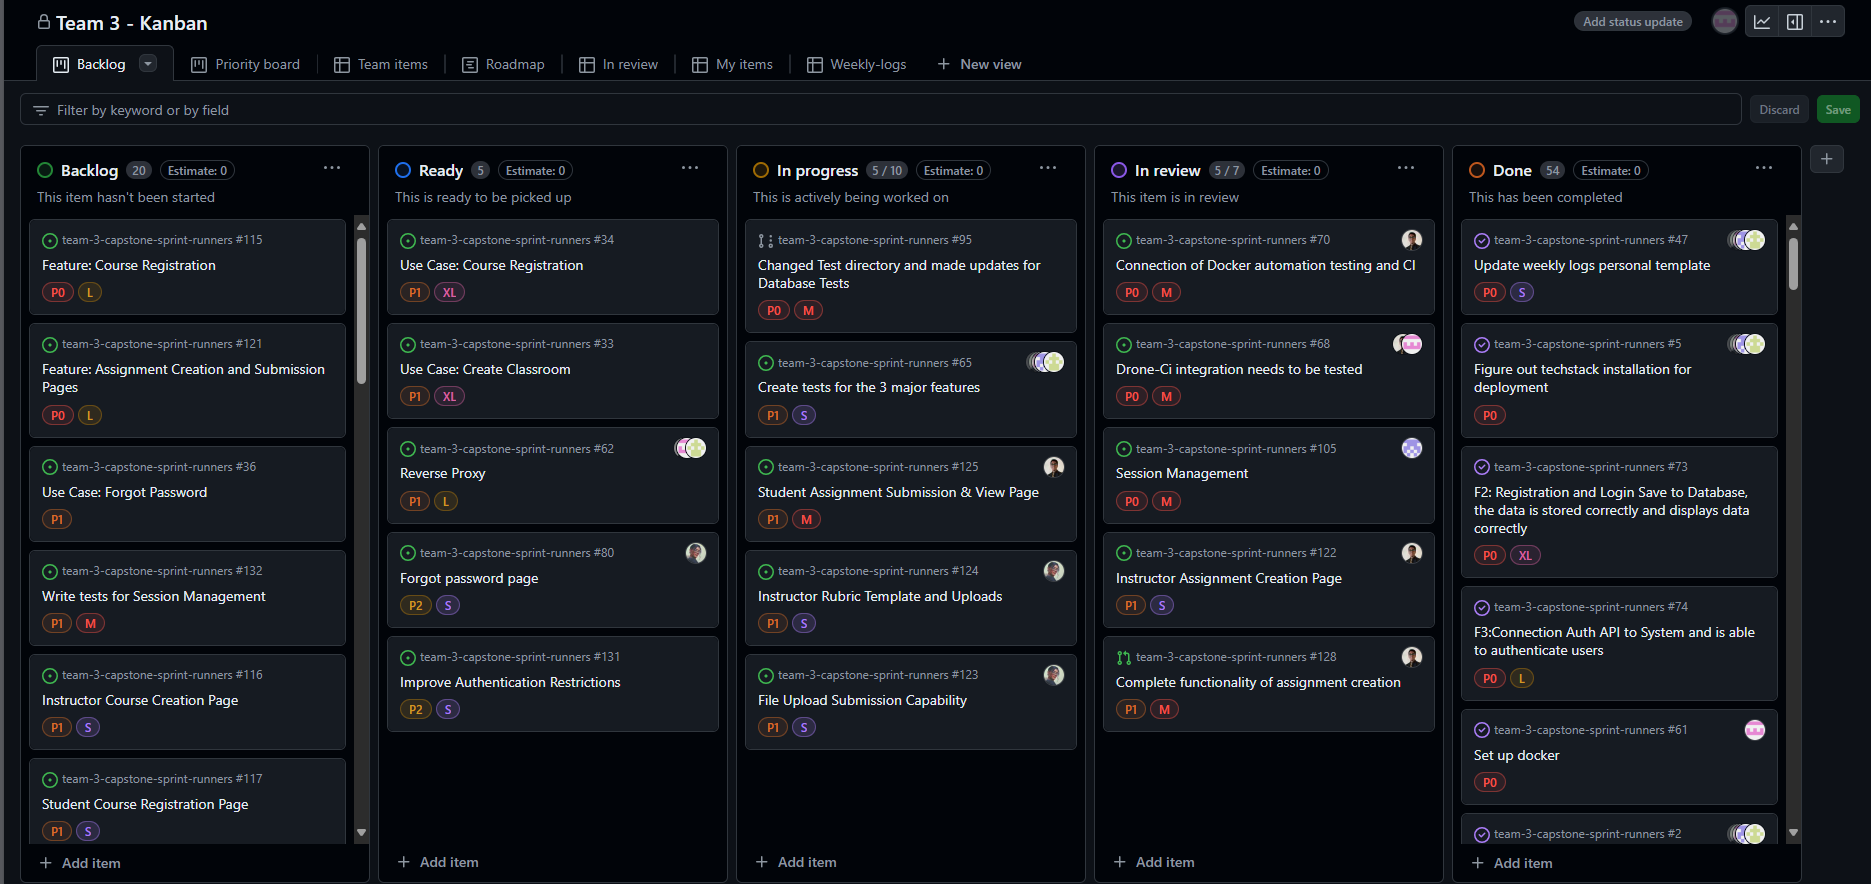 Team 3 - Kanban
Add status update
Backlog
Priority board
Team items
Roadmap
In review
My items
Weekly-logs
New view
Filter by keyword or by field
Discard
Save
Backlog 20 Estimate: 0
This item hasn't been started
team-3-capstone-sprint-runners #115
Feature: Course Registration
P0 L
team-3-capstone-sprint-runners #121
Feature: Assignment Creation and Submission
Pages
P0 L
team-3-capstone-sprint-runners #36
Use Case: Forgot Password
P1
team-3-capstone-sprint-runners #132
Write tests for Session Management
P1 M
team-3-capstone-sprint-runners #116
Instructor Course Creation Page
P1 S
team-3-capstone-sprint-runners #117
Student Course Registration Page
P1 S
Add item
Ready 5 Estimate: 0
This is ready to be picked up
team-3-capstone-sprint-runners #34
Use Case: Course Registration
P1 XL
team-3-capstone-sprint-runners #33
Use Case: Create Classroom
P1 XL
team-3-capstone-sprint-runners #62
Reverse Proxy
P1 L
team-3-capstone-sprint-runners #80
Forgot password page
P2 S
team-3-capstone-sprint-runners #131
Improve Authentication Restrictions
P2 S
Add item
In progress 5 / 10 Estimate: 0
This is actively being worked on
team-3-capstone-sprint-runners #95
Changed Test directory and made updates for
Database Tests
P0 M
team-3-capstone-sprint-runners #65
Create tests for the 3 major features
P1 S
team-3-capstone-sprint-runners #125
Student Assignment Submission & View Page
P1 M
team-3-capstone-sprint-runners #124
Instructor Rubric Template and Uploads
P1 S
team-3-capstone-sprint-runners #123
File Upload Submission Capability
P1 S
Add item
In review 5 / 7 Estimate: 0
This item is in review
team-3-capstone-sprint-runners #70
Connection of Docker automation testing and CI
P0 M
team-3-capstone-sprint-runners #68
Drone-Ci integration needs to be tested
P0 M
team-3-capstone-sprint-runners #105
Session Management
P0 M
team-3-capstone-sprint-runners #122
Instructor Assignment Creation Page
P1 S
team-3-capstone-sprint-runners #128
Complete functionality of assignment creation
P1 M
Add item
Done 54 Estimate: 0
This has been completed
team-3-capstone-sprint-runners #47
Update weekly logs personal template
P0 S
team-3-capstone-sprint-runners #5
Figure out techstack installation for
deployment
P0
team-3-capstone-sprint-runners #73
F2: Registration and Login Save to Database,
the data is stored correctly and displays data
correctly
P0 XL
team-3-capstone-sprint-runners #74
F3:Connection Auth API to System and is able
to authenticate users
P0 L
team-3-capstone-sprint-runners #61
Set up docker
P0
team-3-capstone-sprint-runners #2
Add item